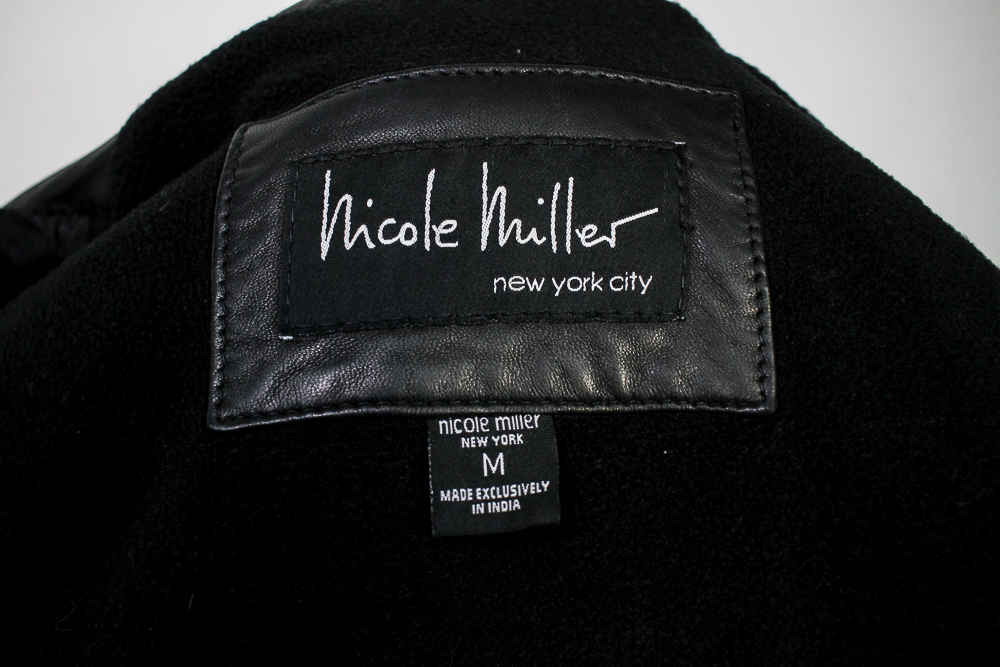 Nicole Miller
new york city
nicole miller
NEW YORK
M
MADE EXCLUSIVELY
IN INDIA